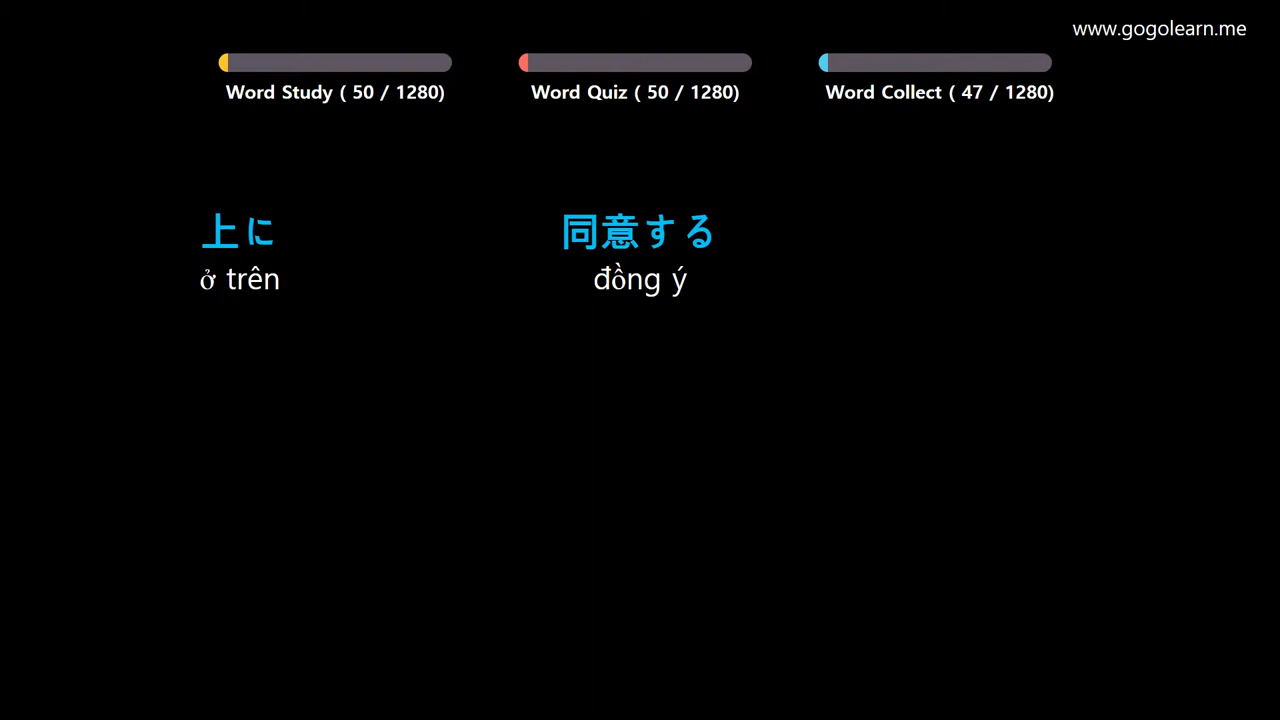 www.gogolearn.me
Word Study ( 50 / 1280)
Word Quiz ( 50 / 1280)
Word Collect ( 47 / 1280)
上に
ở trên
同意する
đồng ý